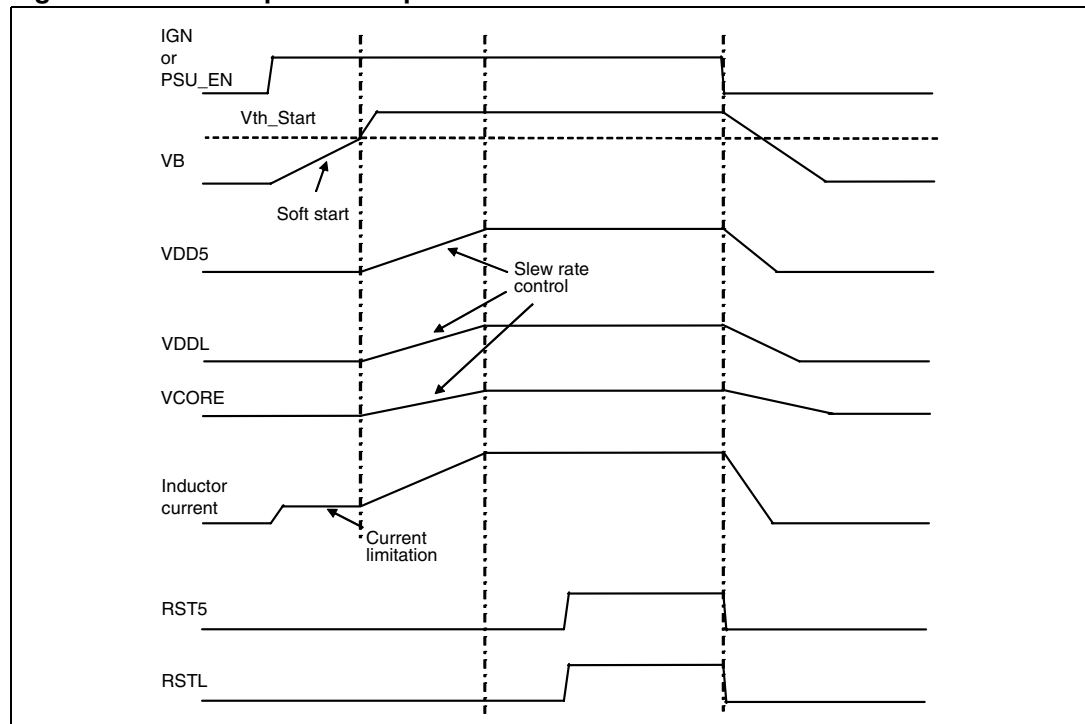 IGN
or
PSU_EN
Vth_Start
VB
Soft start
VDD5
Slew rate
control
VDDL
VCORE
Inductor
current
Current
limitation
RST5
RSTL